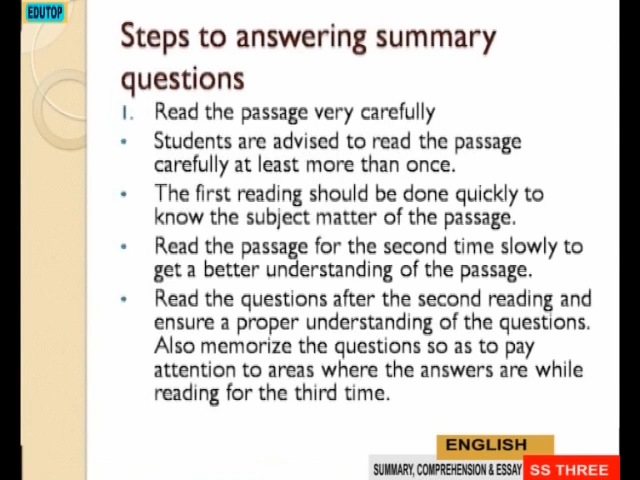 EDUTOP
Steps to answering summary
questions
1. Read the passage very carefully
• Students are advised to read the passage
carefully at least more than once.
• The first reading should be done quickly to
know the subject matter of the passage.
• Read the passage for the second time slowly to
get a better understanding of the passage.
• Read the questions after the second reading and
ensure a proper understanding of the questions.
Also memorize the questions so as to pay
attention to areas where the answers are while
reading for the third time.
ENGLISH
SUMMARY, COMPREHENSION & ESSAY SS THREE